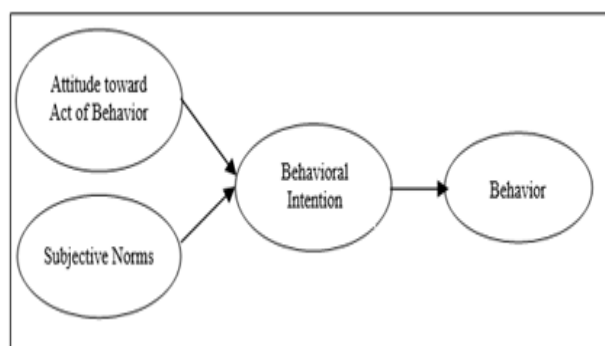 Attitude toward
Act of Behavior
Subjective Norms
Behavioral
Intention
Behavior